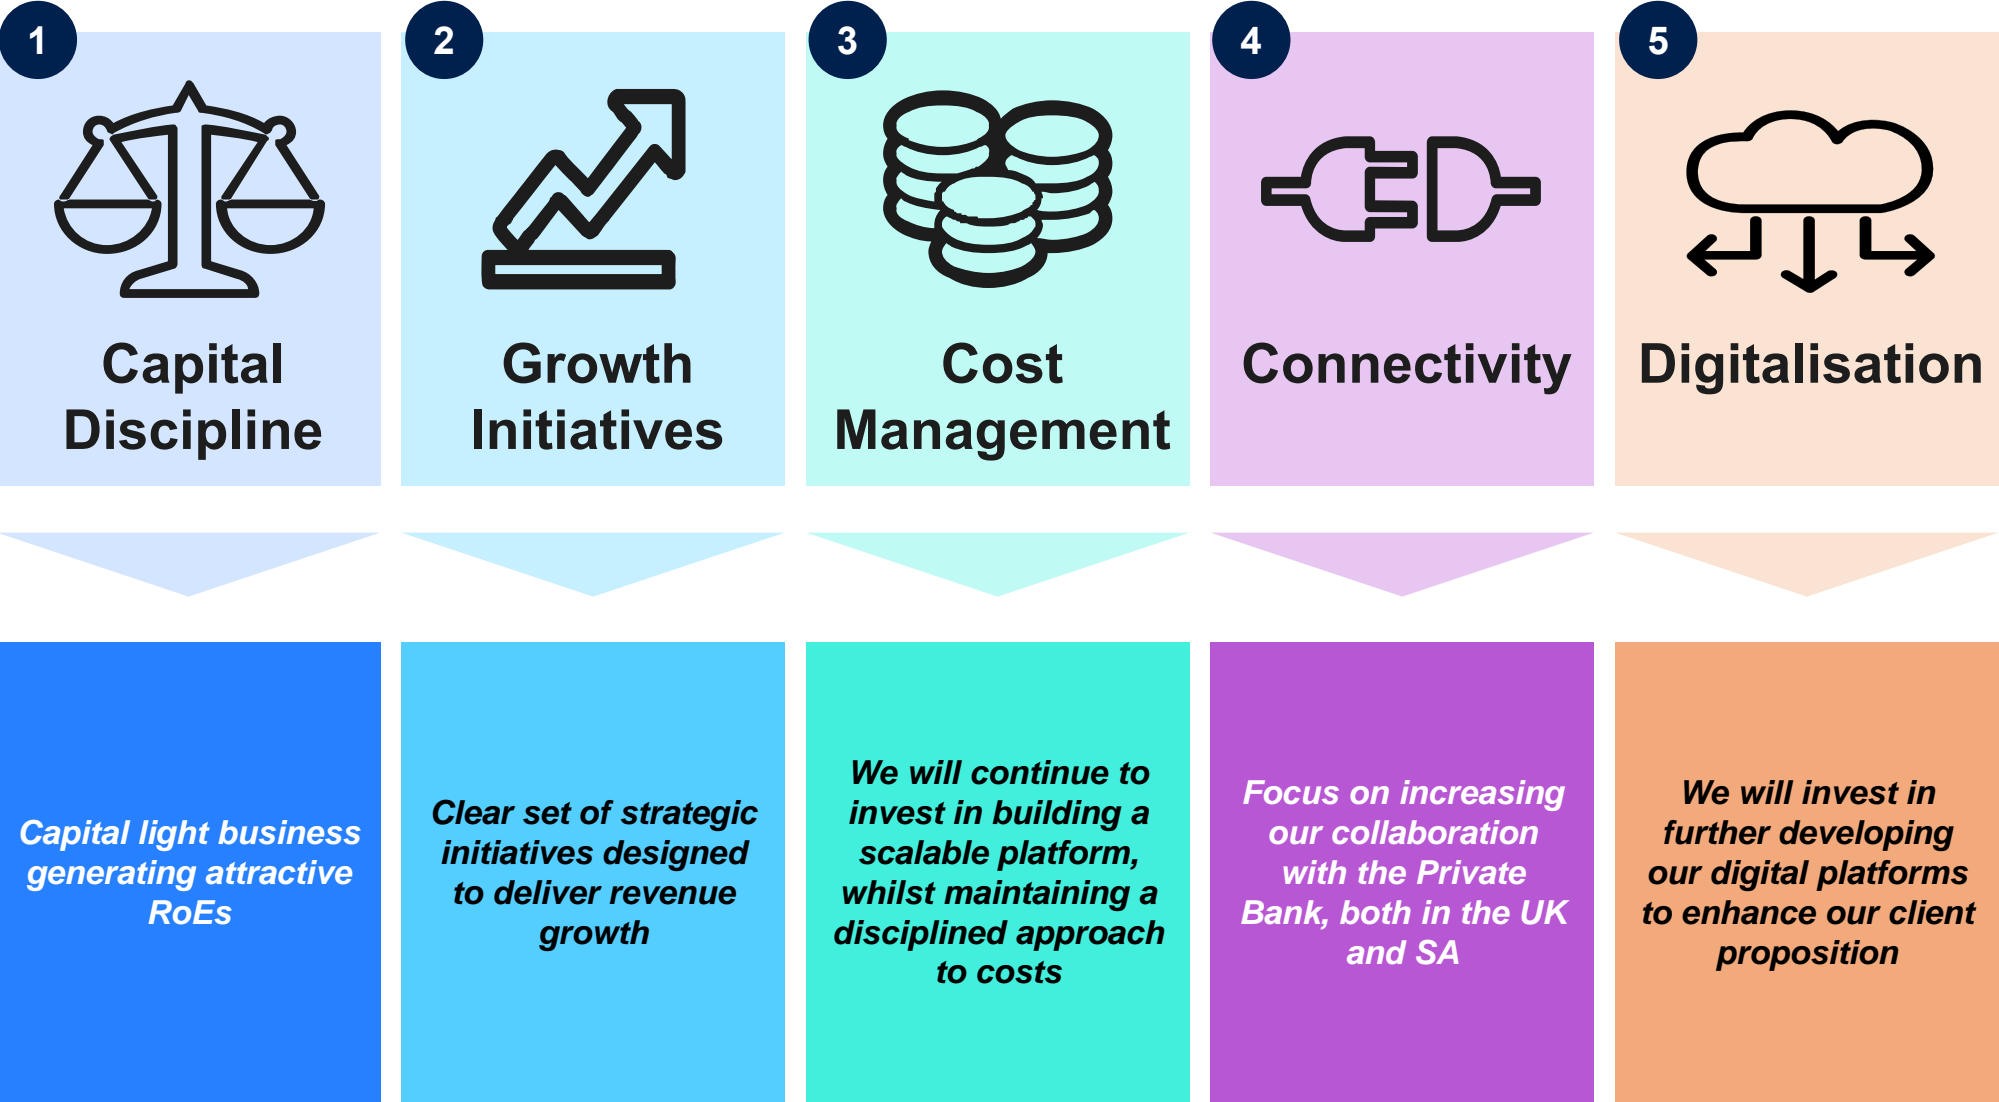 1
Capital
Discipline
Capital light business
generating attractive
RoEs
2
Growth
Initiatives
Clear set of strategic
initiatives designed
to deliver revenue
growth
3
Cost
Management
We will continue to
invest in building a
scalable platform,
whilst maintaining a
disciplined approach
to costs
4
Connectivity
Focus on increasing
our collaboration
with the Private
Bank, both in the UK
and SA
5
Digitalisation
We will invest in
further developing
our digital platforms
to enhance our client
proposition